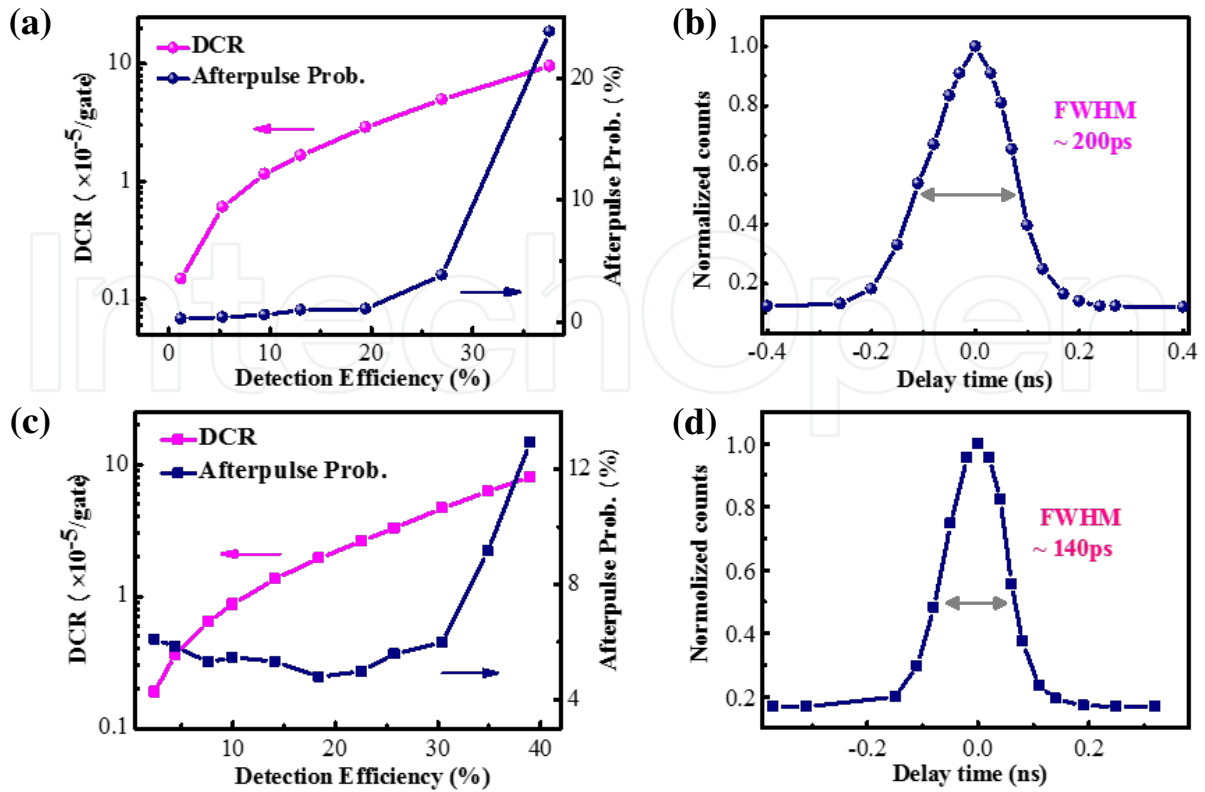 (a)
DCR
Afterpulse Prob.
DCR ( ×10⁻⁵/gate)
10
1
0.1
0 10 20 30
Detection Efficiency (%)
20
10
0
Afterpulse Prob. (%)
(b)
Normalized counts
1.0
0.8
0.6
0.4
0.2
FWHM
~ 200ps
-0.4 -0.2 0.0 0.2 0.4
Delay time (ns)
IntechOpen
(c)
DCR
Afterpulse Prob.
DCR ( ×10⁻⁵/gate)
10
1
0.1
10 20 30 40
Detection Efficiency (%)
12
8
4
Afterpulse Prob. (%)
(d)
Normolized counts
1.0
0.8
0.6
0.4
0.2
FWHM
~ 140ps
-0.2 0.0 0.2
Delay time (ns)